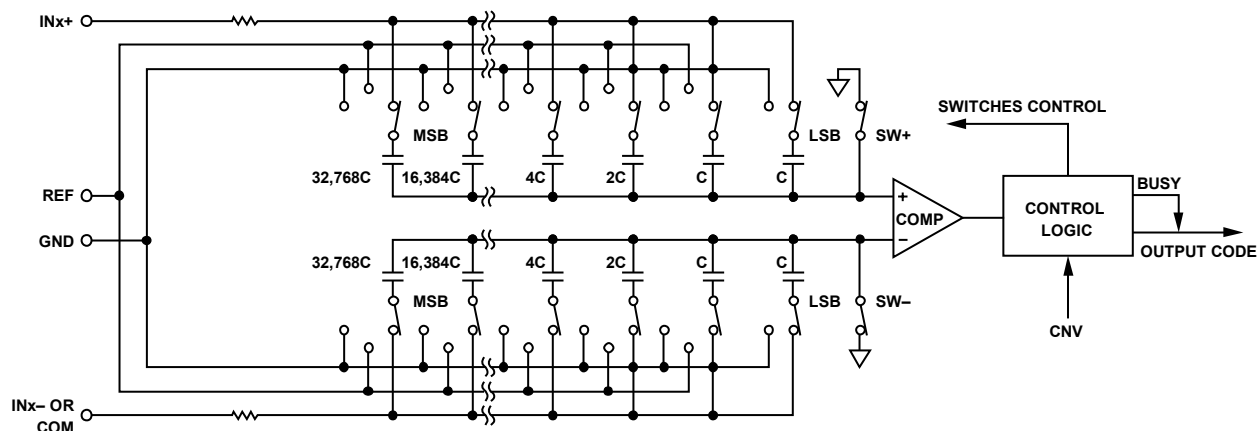 INx+
MSB
LSB
SW+
SWITCHES CONTROL
32,768C
16,384C
4C
2C
C
C
REF
GND
+
COMP
−
CONTROL
LOGIC
BUSY
OUTPUT CODE
32,768C
16,384C
4C
2C
C
C
MSB
LSB
SW−
CNV
INx− OR
COM